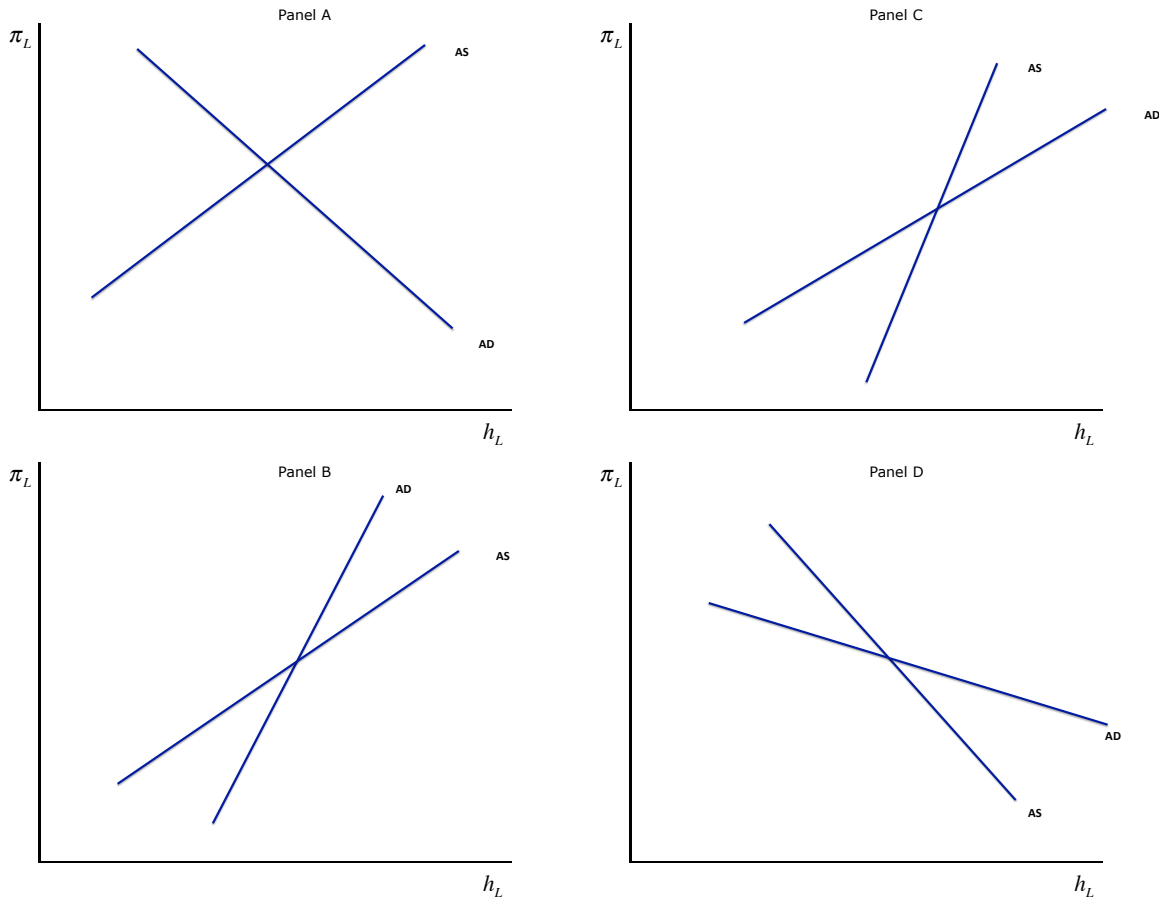 Panel A
π_L
AS
AD
h_L
Panel C
π_L
AS
AD
h_L
Panel B
π_L
AD
AS
h_L
Panel D
π_L
AD
AS
h_L